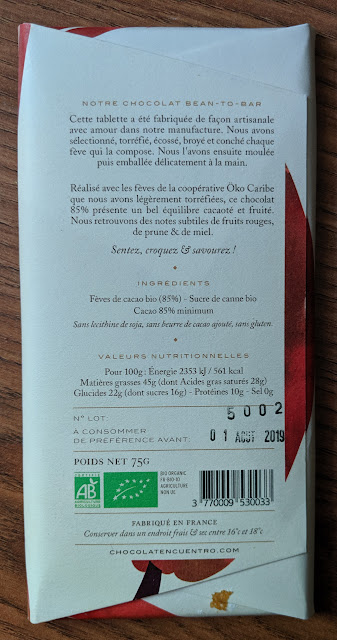 NOTRE CHOCOLAT BEAN-TO-BAR
Cette tablette a été fabriquée de façon artisanale
avec amour dans notre manufacture. Nous avons
sélectionné, torréfié, écossé, broyé et conché chaque
fève qui la compose. Nous l'avons ensuite moulée
puis emballée délicatement à la main.
Réalisé avec les fèves de la coopérative Öko Caribe
que nous avons légèrement torréfiées, ce chocolat
85% présente un bel équilibre cacaoté et fruité.
Nous retrouvons des notes subtiles de fruits rouges,
de prune & de miel.
Sentez, croquez & savourez !
INGRÉDIENTS
Fèves de cacao bio (85%) - Sucre de canne bio
Cacao 85% minimum
Sans lecithine de soja, sans beurre de cacao ajouté, sans gluten.
VALEURS NUTRITIONNELLES
Pour 100g : Énergie 2353 kJ / 561 kcal
Matières grasses 45g (dont Acides gras saturés 28g)
Glucides 22g (dont sucres 16g) - Protéines 10g - Sel 0g
N° LOT: 5002
A CONSOMMER
DE PRÉFÉRENCE AVANT: 01 AOUT 2019
POIDS NET 75G
AB
BIO ORGANIC
FR-BIO-10
AGRICULTURE
NON UE
3 770009 530033
FABRIQUÉ EN FRANCE
Conserver dans un endroit frais & sec entre 16°c et 18°c
CHOCOLATENCUENTRO.COM